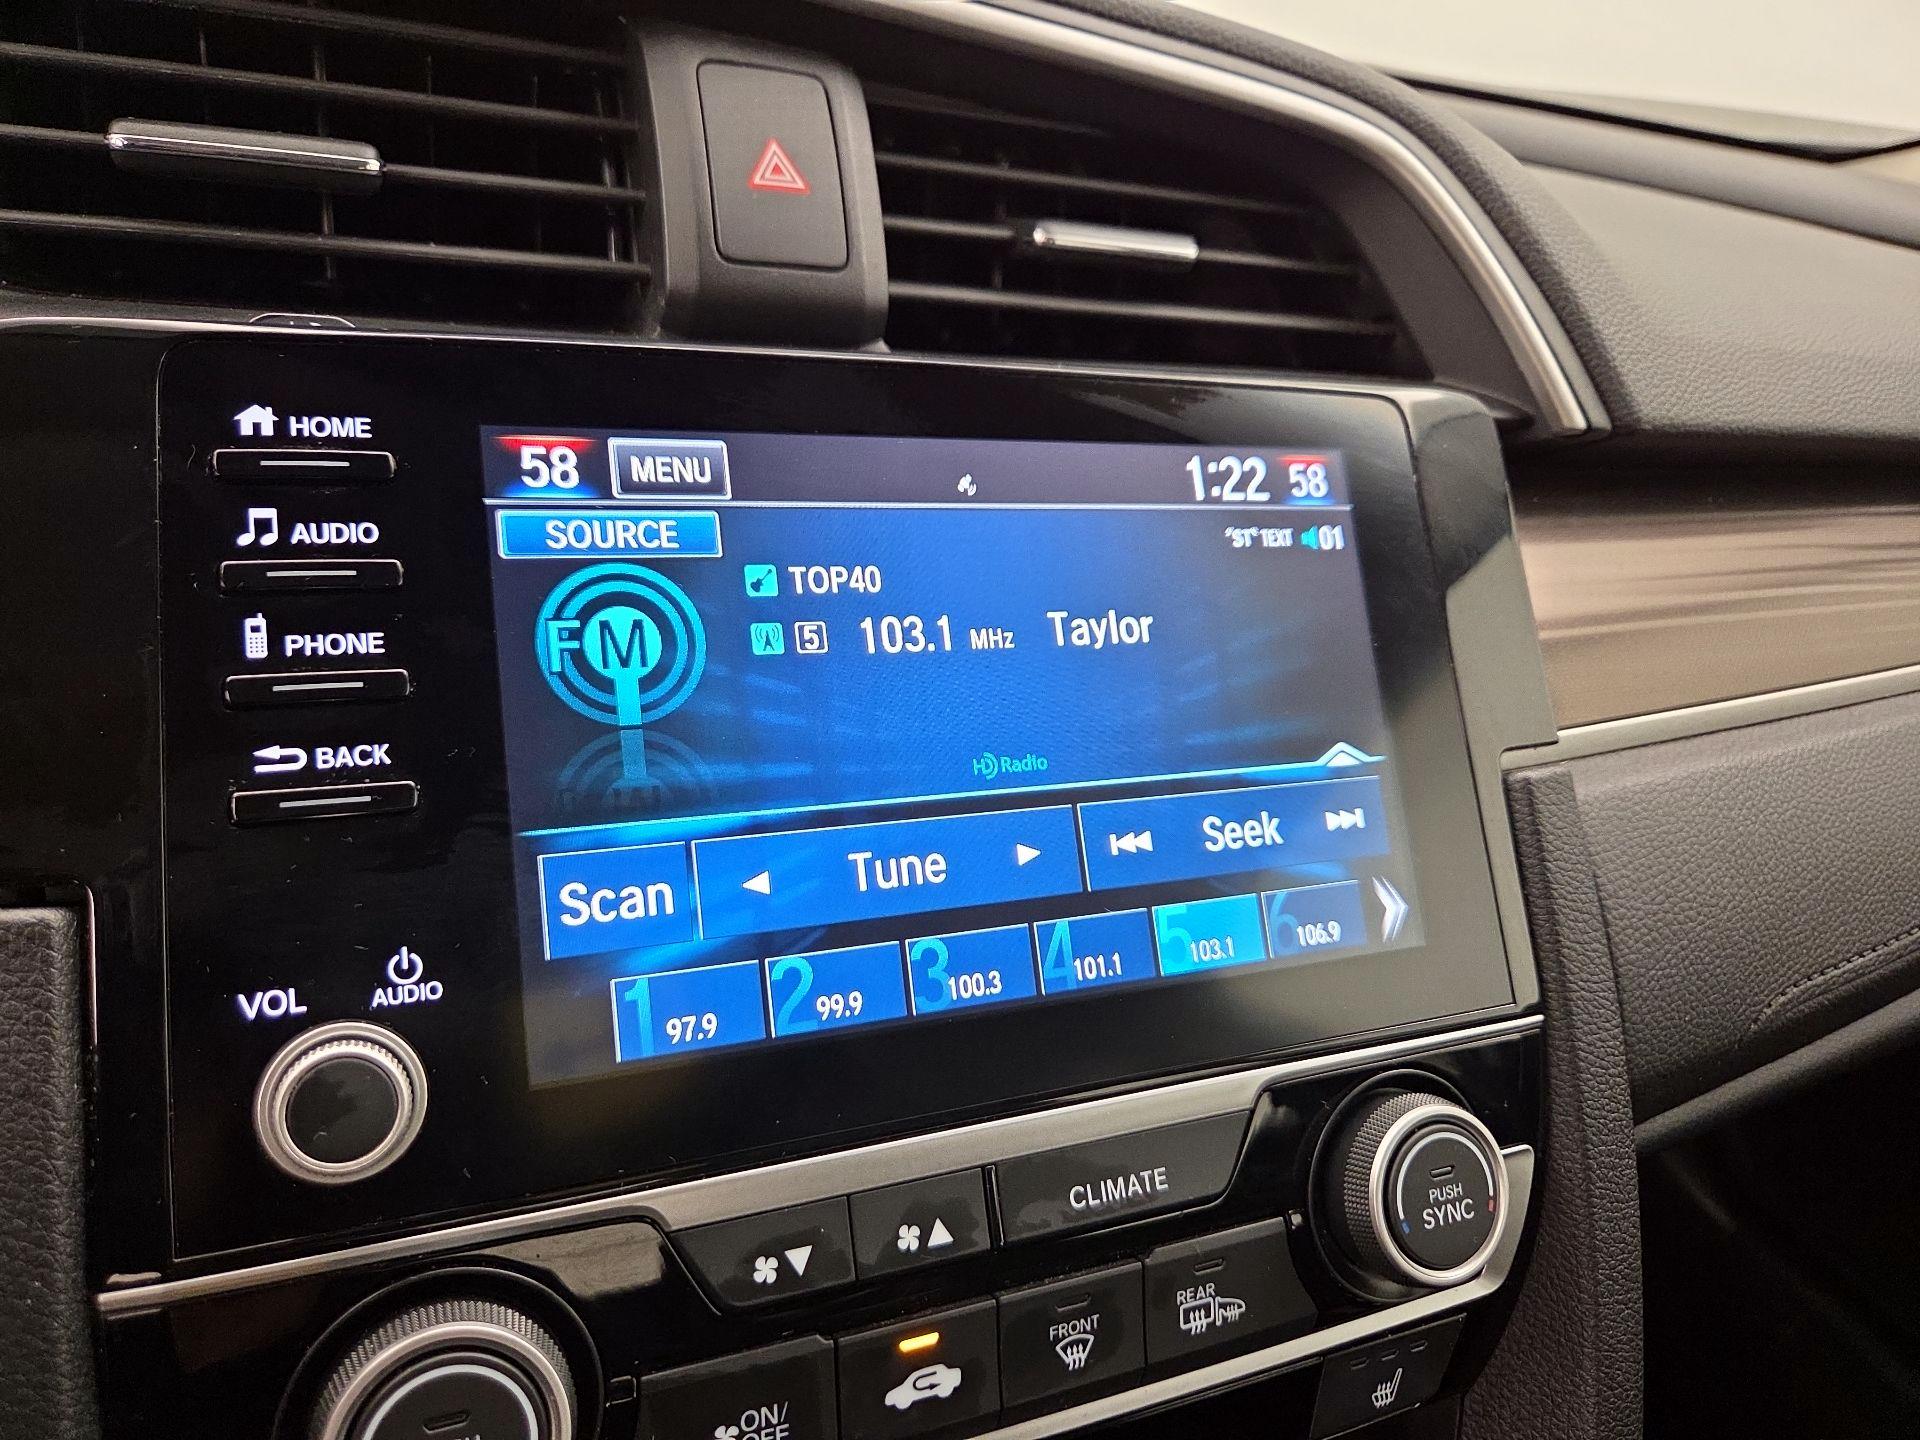 HOME
AUDIO
PHONE
BACK
VOL
AUDIO
58 MENU 1:22 58
SOURCE
"ST" TEXT 01
TOP40
FM
5 103.1 MHz Taylor
HD Radio
Scan Tune Seek
1 97.9
2 99.9
3 100.3
4 101.1
5 103.1
6 106.9
CLIMATE
PUSH
SYNC
FRONT
REAR
ON/
OFF